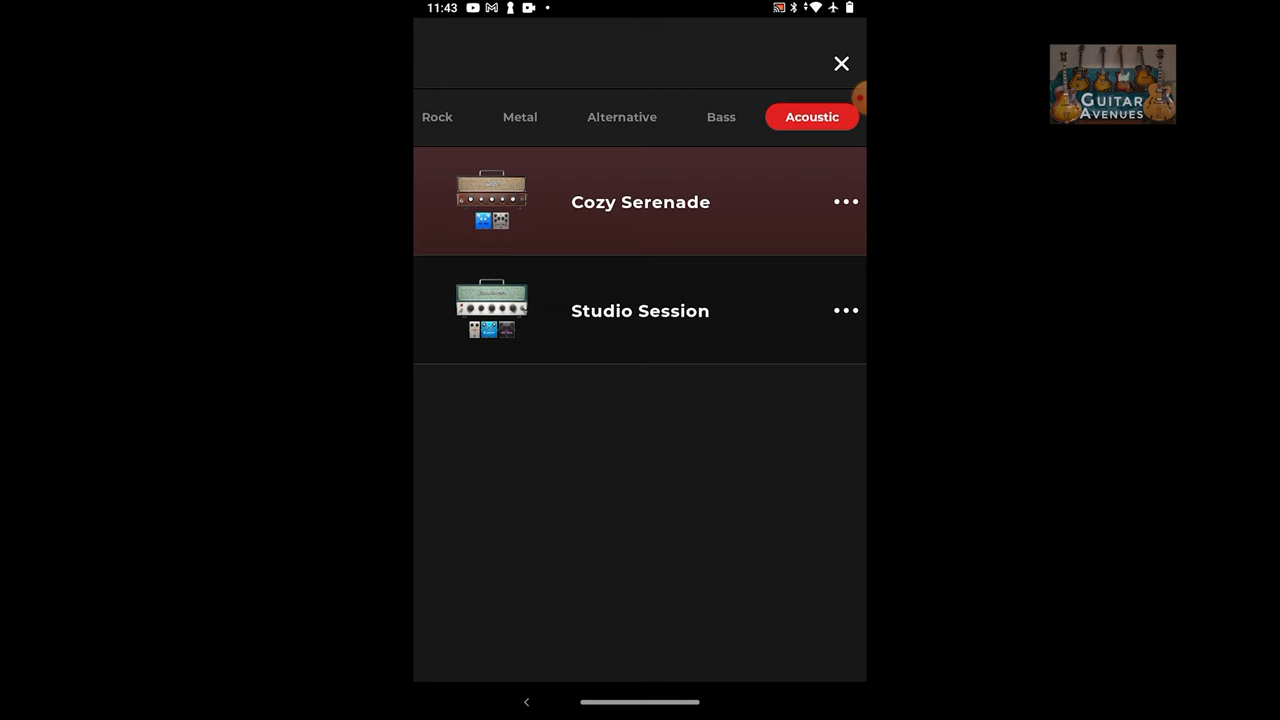 11:43
GUITAR
AVENUES
Rock Metal Alternative Bass Acoustic
Cozy Serenade
Studio Session